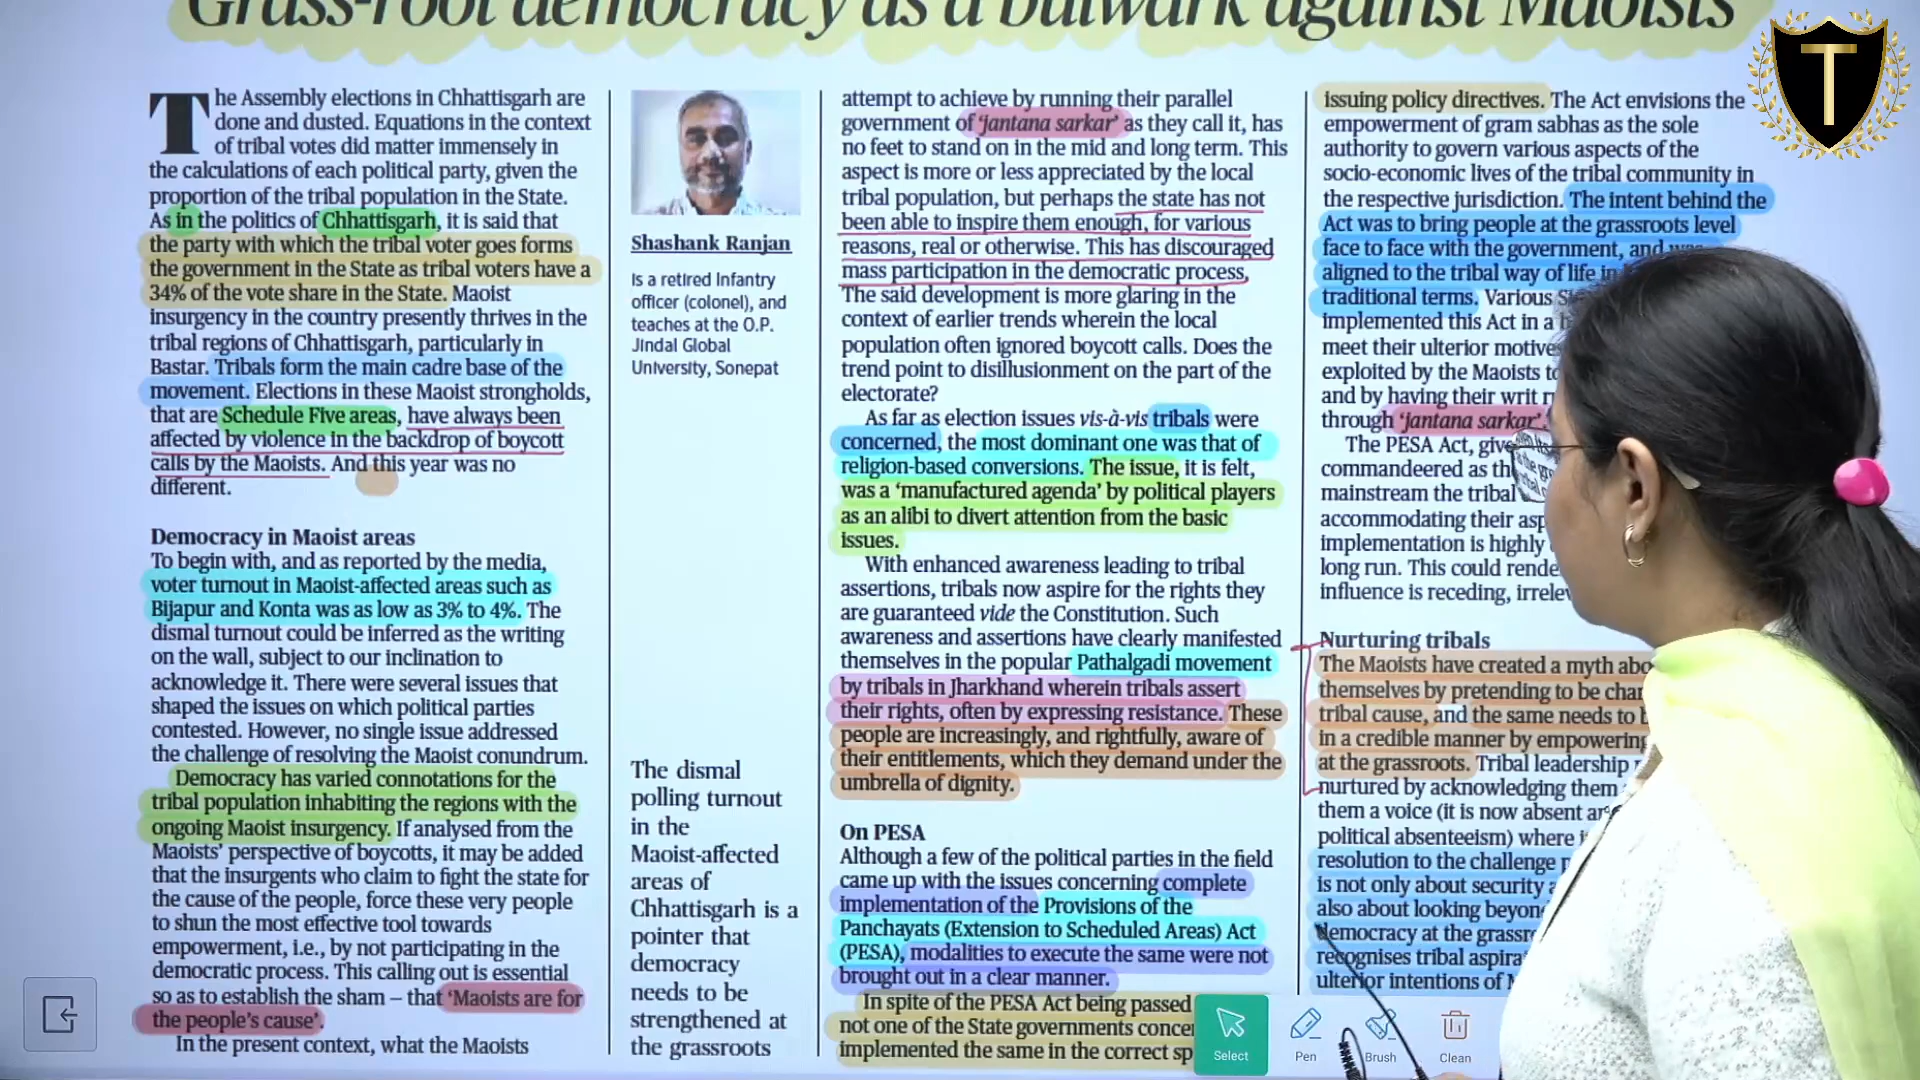 Grass-root democracy as a bulwark against Maoists
The Assembly elections in Chhattisgarh are
done and dusted. Equations in the context
of tribal votes did matter immensely in
the calculations of each political party, given the
proportion of the tribal population in the State.
As in the politics of Chhattisgarh, it is said that
the party with which the tribal voter goes forms
the government in the State as tribal voters have a
34% of the vote share in the State. Maoist
insurgency in the country presently thrives in the
tribal regions of Chhattisgarh, particularly in
Bastar. Tribals form the main cadre base of the
movement. Elections in these Maoist strongholds,
that are Schedule Five areas, have always been
affected by violence in the backdrop of boycott
calls by the Maoists. And this year was no
different.
Democracy in Maoist areas
To begin with, and as reported by the media,
voter turnout in Maoist-affected areas such as
Bijapur and Konta was as low as 3% to 4%. The
dismal turnout could be inferred as the writing
on the wall, subject to our inclination to
acknowledge it. There were several issues that
shaped the issues on which political parties
contested. However, no single issue addressed
the challenge of resolving the Maoist conundrum.
Democracy has varied connotations for the
tribal population inhabiting the regions with the
ongoing Maoist insurgency. If analysed from the
Maoists' perspective of boycotts, it may be added
that the insurgents who claim to fight the state for
the cause of the people, force these very people
to shun the most effective tool towards
empowerment, i.e., by not participating in the
democratic process. This calling out is essential
so as to establish the sham – that 'Maoists are for
the people's cause'.
In the present context, what the Maoists
Shashank Ranjan
Is a retired Infantry
officer (colonel), and
teaches at the O.P.
Jindal Global
University, Sonepat
The dismal
polling turnout
in the
Maoist-affected
areas of
Chhattisgarh is a
pointer that
democracy
needs to be
strengthened at
the grassroots
attempt to achieve by running their parallel
government of 'jantana sarkar' as they call it, has
no feet to stand on in the mid and long term. This
aspect is more or less appreciated by the local
tribal population, but perhaps the state has not
been able to inspire them enough, for various
reasons, real or otherwise. This has discouraged
mass participation in the democratic process,
The said development is more glaring in the
context of earlier trends wherein the local
population often ignored boycott calls. Does the
trend point to disillusionment on the part of the
electorate?
As far as election issues vis-à-vis tribals were
concerned, the most dominant one was that of
religion-based conversions. The issue, it is felt,
was a 'manufactured agenda' by political players
as an alibi to divert attention from the basic
issues.
With enhanced awareness leading to tribal
assertions, tribals now aspire for the rights they
are guaranteed vide the Constitution. Such
awareness and assertions have clearly manifested
themselves in the popular Pathalgadi movement
by tribals in Jharkhand wherein tribals assert
their rights, often by expressing resistance. These
people are increasingly, and rightfully, aware of
their entitlements, which they demand under the
umbrella of dignity.
On PESA
Although a few of the political parties in the field
came up with the issues concerning complete
implementation of the Provisions of the
Panchayats (Extension to Scheduled Areas) Act
(PESA), modalities to execute the same were not
brought out in a clear manner.
In spite of the PESA Act being passed
not one of the State governments
implemented the same in the correct
issuing policy directives. The Act envisions the
empowerment of gram sabhas as the sole
authority to govern various aspects of the
socio-economic lives of the tribal community in
the respective jurisdiction. The intent behind the
Act was to bring people at the grassroots level
face to face with the government, and
aligned to the tribal way of life in
traditional terms. Various
implemented this Act in a
meet their ulterior
exploited by the Maoists
and by having their writ
through 'jantana sarkar'.
The PESA Act,
commandeered as
mainstream the tribal
accommodating their
implementation is highly
long run. This could
influence is receding,
Nurturing tribals
The Maoists have created a myth
themselves by pretending to be
tribal cause, and the same needs to
in a credible manner by empowering
at the grassroots. Tribal leadership
nurtured by acknowledging them
them a voice (it is now absent
political absenteeism) where
resolution to the challenge
is not only about security
also about looking
democracy at the
recognises tribal
ulterior intentions of
T
Select
Pen
Brush
Clean